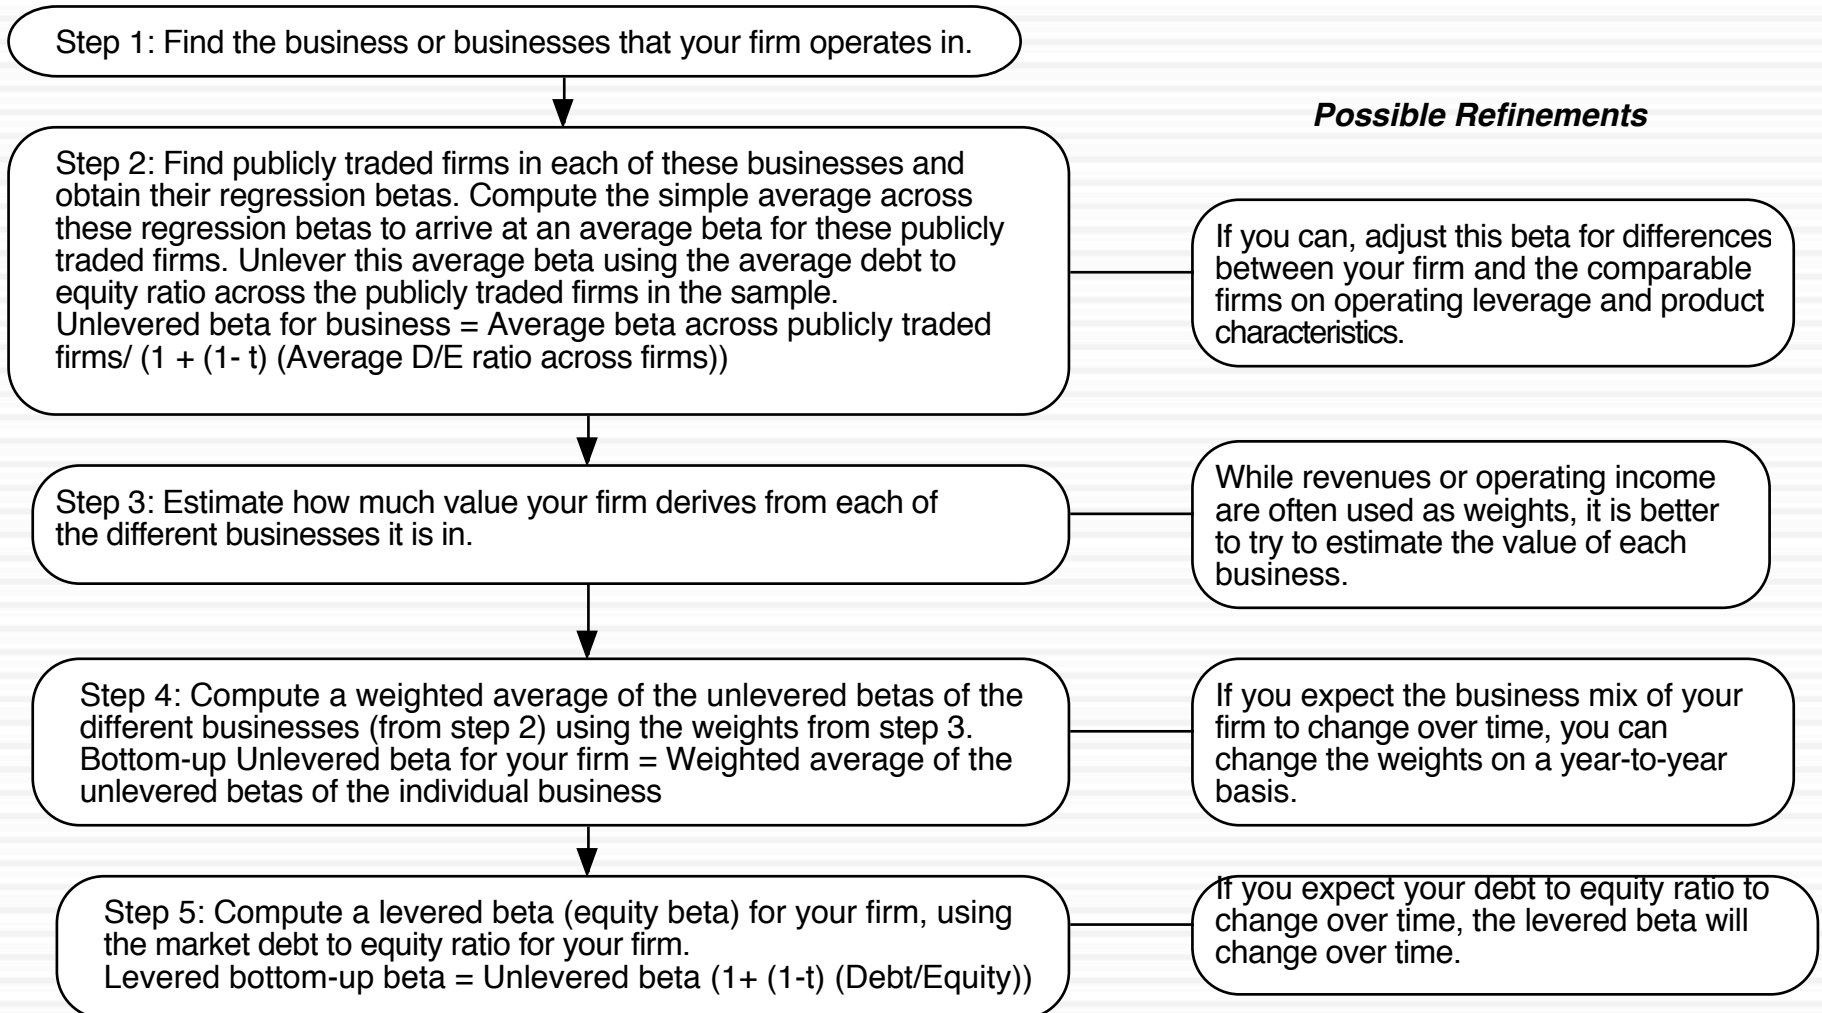 Step 1: Find the business or businesses that your firm operates in.
Possible Refinements
Step 2: Find publicly traded firms in each of these businesses and
obtain their regression betas. Compute the simple average across
these regression betas to arrive at an average beta for these publicly
traded firms. Unlever this average beta using the average debt to
equity ratio across the publicly traded firms in the sample.
Unlevered beta for business = Average beta across publicly traded
firms/ (1 + (1- t) (Average D/E ratio across firms))
If you can, adjust this beta for differences
between your firm and the comparable
firms on operating leverage and product
characteristics.
Step 3: Estimate how much value your firm derives from each of
the different businesses it is in.
While revenues or operating income
are often used as weights, it is better
to try to estimate the value of each
business.
Step 4: Compute a weighted average of the unlevered betas of the
different businesses (from step 2) using the weights from step 3.
Bottom-up Unlevered beta for your firm = Weighted average of the
unlevered betas of the individual business
If you expect the business mix of your
firm to change over time, you can
change the weights on a year-to-year
basis.
Step 5: Compute a levered beta (equity beta) for your firm, using
the market debt to equity ratio for your firm.
Levered bottom-up beta = Unlevered beta (1+ (1-t) (Debt/Equity))
If you expect your debt to equity ratio to
change over time, the levered beta will
change over time.